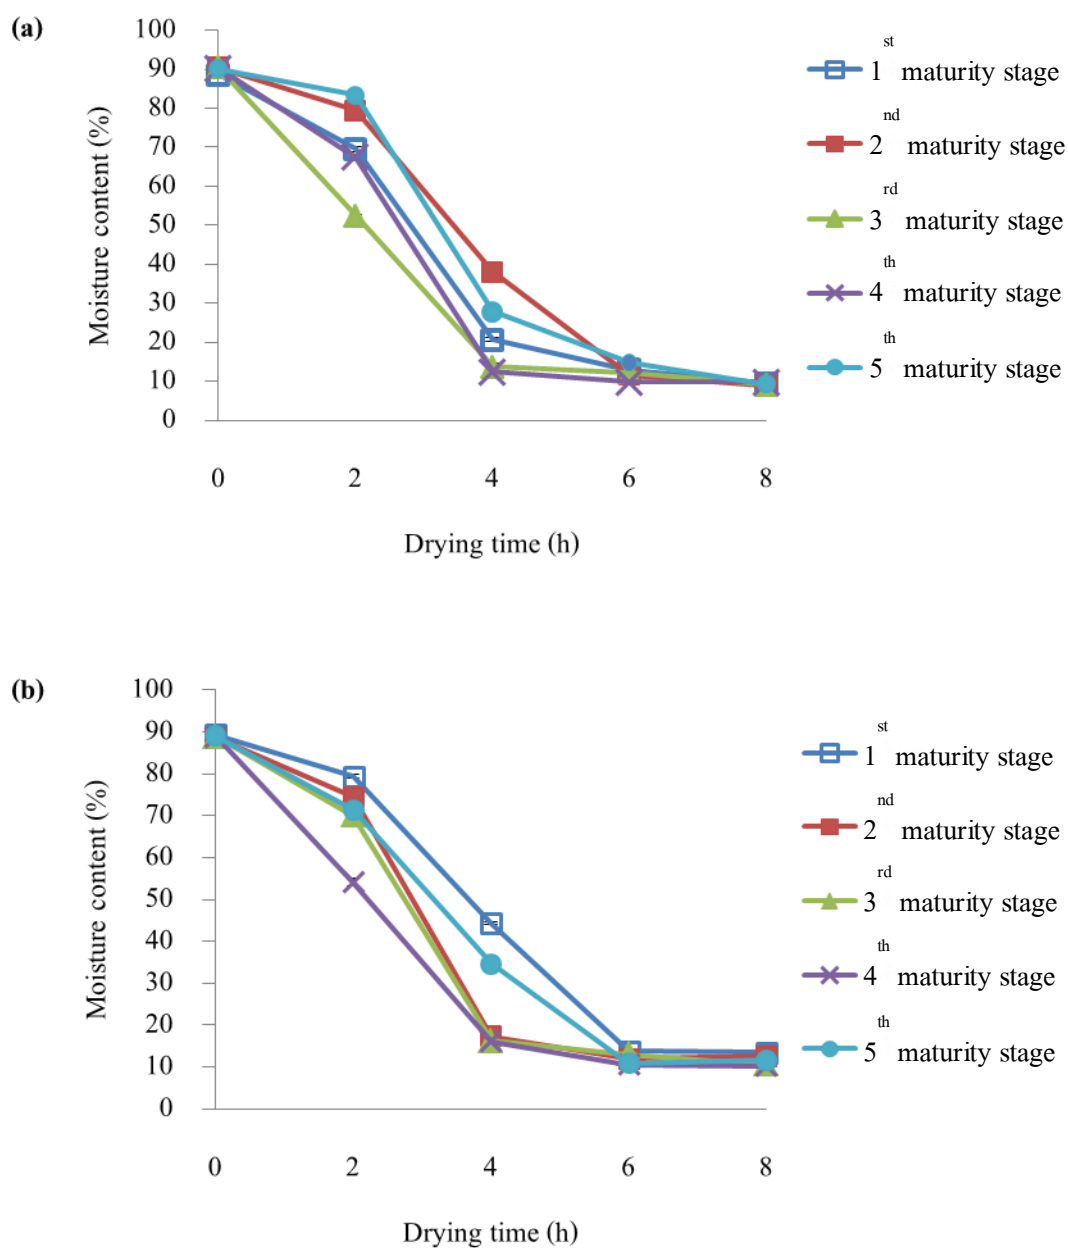 (a)
100
90
80
70
60
50
40
30
20
10
0
Moisture content (%)
0 2 4 6 8
Drying time (h)
1st maturity stage
2nd maturity stage
3rd maturity stage
4th maturity stage
5th maturity stage
(b)
100
90
80
70
60
50
40
30
20
10
0
Moisture content (%)
0 2 4 6 8
Drying time (h)
1st maturity stage
2nd maturity stage
3rd maturity stage
4th maturity stage
5th maturity stage